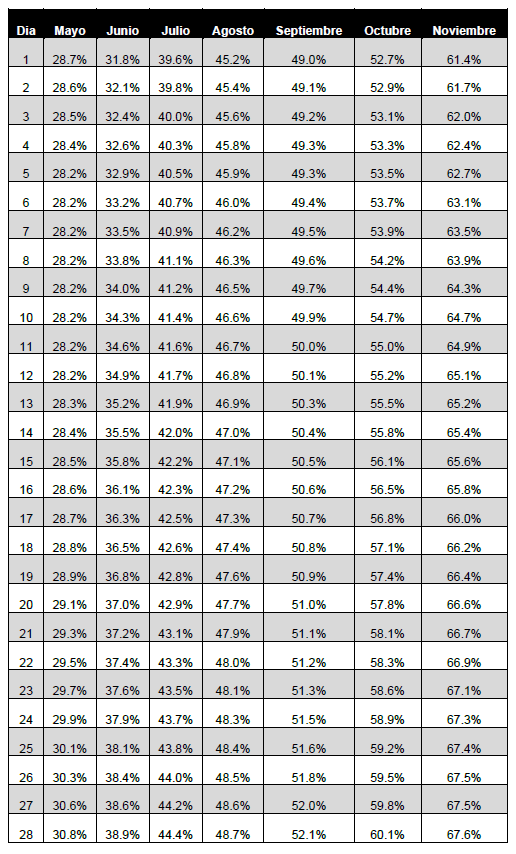 Dia Mayo Junio Julio Agosto Septiembre Octubre Noviembre
1 28.7% 31.8% 39.6% 45.2% 49.0% 52.7% 61.4%
2 28.6% 32.1% 39.8% 45.4% 49.1% 52.9% 61.7%
3 28.5% 32.4% 40.0% 45.6% 49.2% 53.1% 62.0%
4 28.4% 32.6% 40.3% 45.8% 49.3% 53.3% 62.4%
5 28.2% 32.9% 40.5% 45.9% 49.3% 53.5% 62.7%
6 28.2% 33.2% 40.7% 46.0% 49.4% 53.7% 63.1%
7 28.2% 33.5% 40.9% 46.2% 49.5% 53.9% 63.5%
8 28.2% 33.8% 41.1% 46.3% 49.6% 54.2% 63.9%
9 28.2% 34.0% 41.2% 46.5% 49.7% 54.4% 64.3%
10 28.2% 34.3% 41.4% 46.6% 49.9% 54.7% 64.7%
11 28.2% 34.6% 41.6% 46.7% 50.0% 55.0% 64.9%
12 28.2% 34.9% 41.7% 46.8% 50.1% 55.2% 65.1%
13 28.3% 35.2% 41.9% 46.9% 50.3% 55.5% 65.2%
14 28.4% 35.5% 42.0% 47.0% 50.4% 55.8% 65.4%
15 28.5% 35.8% 42.2% 47.1% 50.5% 56.1% 65.6%
16 28.6% 36.1% 42.3% 47.2% 50.6% 56.5% 65.8%
17 28.7% 36.3% 42.5% 47.3% 50.7% 56.8% 66.0%
18 28.8% 36.5% 42.6% 47.4% 50.8% 57.1% 66.2%
19 28.9% 36.8% 42.8% 47.6% 50.9% 57.4% 66.4%
20 29.1% 37.0% 42.9% 47.7% 51.0% 57.8% 66.6%
21 29.3% 37.2% 43.1% 47.9% 51.1% 58.1% 66.7%
22 29.5% 37.4% 43.3% 48.0% 51.2% 58.3% 66.9%
23 29.7% 37.6% 43.5% 48.1% 51.3% 58.6% 67.1%
24 29.9% 37.9% 43.7% 48.3% 51.5% 58.9% 67.3%
25 30.1% 38.1% 43.8% 48.4% 51.6% 59.2% 67.4%
26 30.3% 38.4% 44.0% 48.5% 51.8% 59.5% 67.5%
27 30.6% 38.6% 44.2% 48.6% 52.0% 59.8% 67.5%
28 30.8% 38.9% 44.4% 48.7% 52.1% 60.1% 67.6%